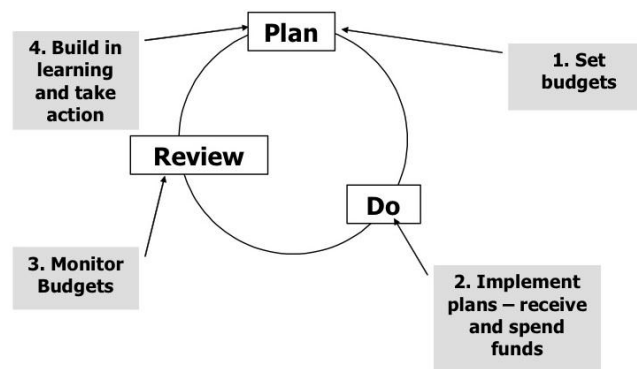 Plan
4. Build in
learning
and take
action
1. Set
budgets
Review
Do
3. Monitor
Budgets
2. Implement
plans – receive
and spend
funds